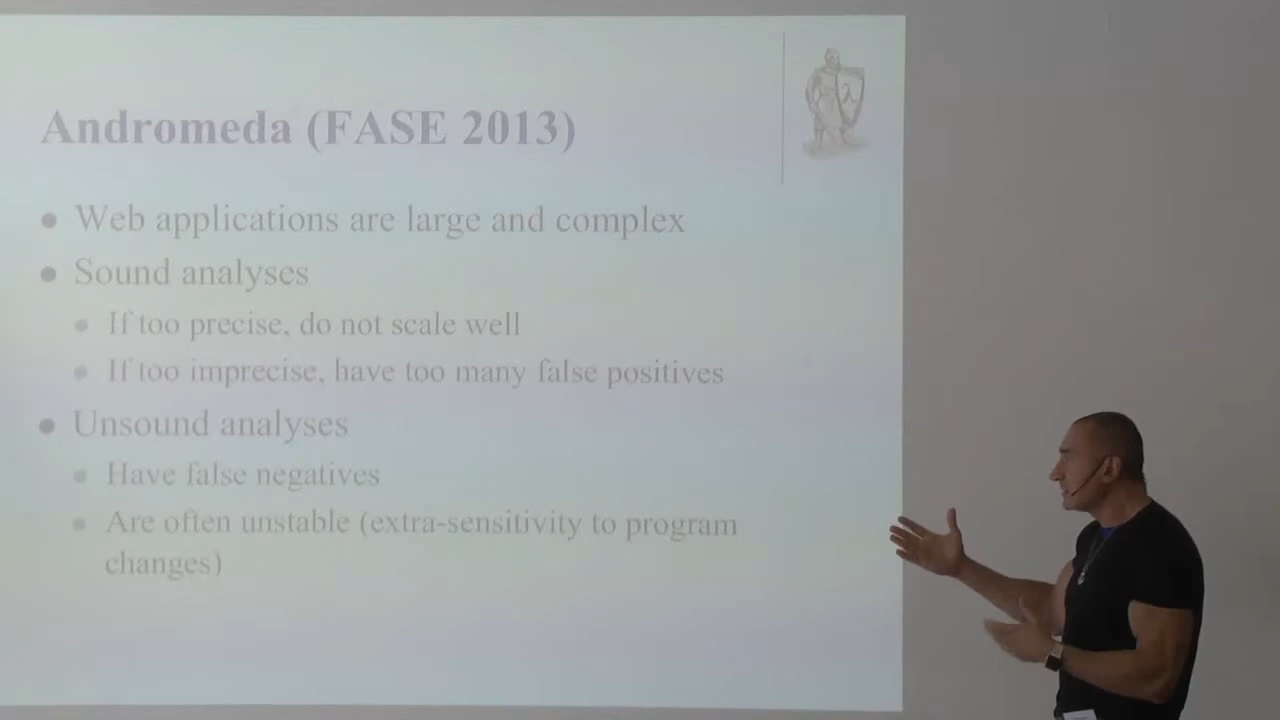 Andromeda (FASE 2013)
λ
Web applications are large and complex
Sound analyses
If too precise, do not scale well
If too imprecise, have too many false positives
Unsound analyses
Have false negatives
Are often unstable (extra-sensitivity to program
changes)